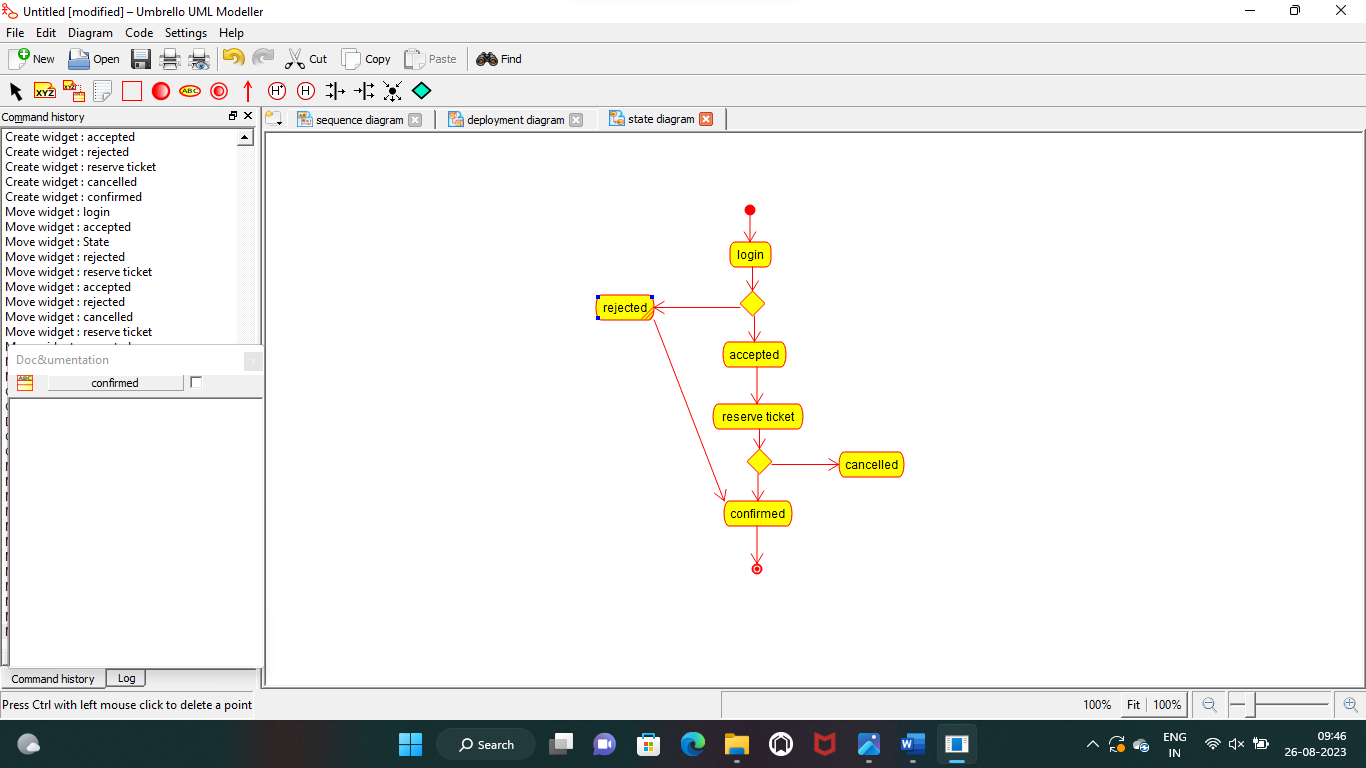 Untitled [modified] – Umbrello UML Modeller
File Edit Diagram Code Settings Help
New Open Cut Copy Paste Find
XYZ XYZ ABC H* H
Command history
sequence diagram deployment diagram state diagram
Create widget : accepted
Create widget : rejected
Create widget : reserve ticket
Create widget : cancelled
Create widget : confirmed
Move widget : login
Move widget : accepted
Move widget : State
Move widget : rejected
Move widget : reserve ticket
Move widget : accepted
Move widget : rejected
Move widget : cancelled
Move widget : reserve ticket
Doc&umentation
ABC
confirmed
login
rejected
accepted
reserve ticket
cancelled
confirmed
Command history Log
Press Ctrl with left mouse click to delete a point
100% Fit 100%
Search
ENG
IN
09:46
26-08-2023